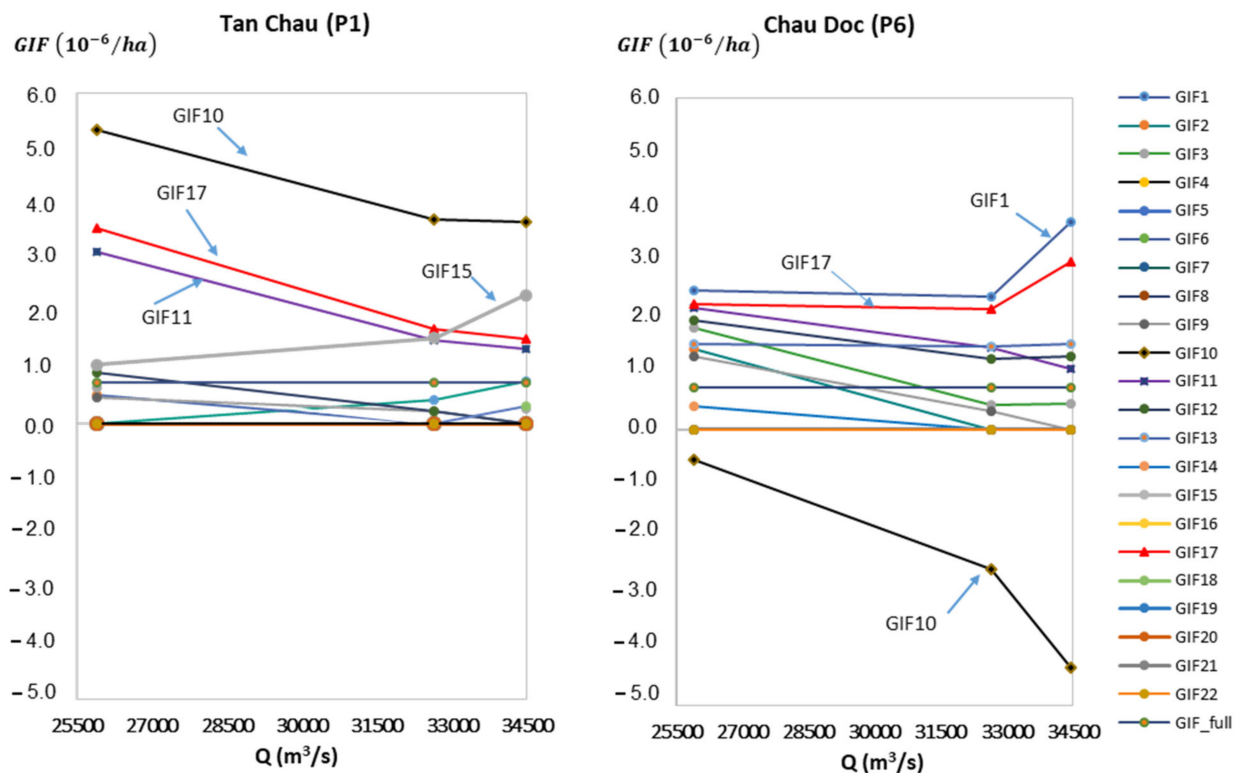 Tan Chau (P1)
GIF (10⁻⁶/ha)
6.0
5.0
4.0
3.0
2.0
1.0
0.0
−1.0
−2.0
−3.0
−4.0
−5.0
GIF10
GIF17
GIF15
GIF11
25500 27000 28500 30000 31500 33000 34500
Q (m³/s)
Chau Doc (P6)
GIF (10⁻⁶/ha)
6.0
5.0
4.0
3.0
2.0
1.0
0.0
−1.0
−2.0
−3.0
−4.0
−5.0
GIF1
GIF17
GIF10
25500 27000 28500 30000 31500 33000 34500
Q (m³/s)
GIF1
GIF2
GIF3
GIF4
GIF5
GIF6
GIF7
GIF8
GIF9
GIF10
GIF11
GIF12
GIF13
GIF14
GIF15
GIF16
GIF17
GIF18
GIF19
GIF20
GIF21
GIF22
GIF_full